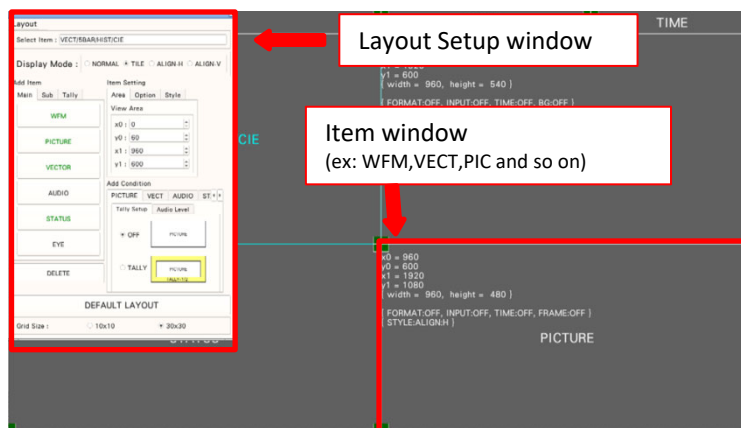 Layout
Select Item : VECT/5BAR/HIST/CIE
Display Mode : NORMAL TILE ALIGN-H ALIGN-V
Add Item
Main Sub Tally
WFM
PICTURE
VECTOR
AUDIO
STATUS
EYE
DELETE
Item Setting
Area Option Style
View Area
x0 : 0
y0 : 60
x1 : 960
y1 : 600
Add Condition
PICTURE VECT AUDIO ST
Tally Setup Audio Level
OFF PICTURE
TALLY PICTURE
DEFAULT LAYOUT
Grid Size : 10x10 30x30
Layout Setup window
TIME
y1 = 600
( width = 960, height = 540 )
( FORMAT:OFF, INPUT:OFF, TIME:OFF, BG:OFF )
CIE
Item window
(ex: WFM,VECT,PIC and so on)
x0 = 960
y0 = 600
x1 = 1920
y1 = 1080
( width = 960, height = 480 )
( FORMAT:OFF, INPUT:OFF, TIME:OFF, FRAME:OFF )
( STYLE:ALIGN:H )
PICTURE